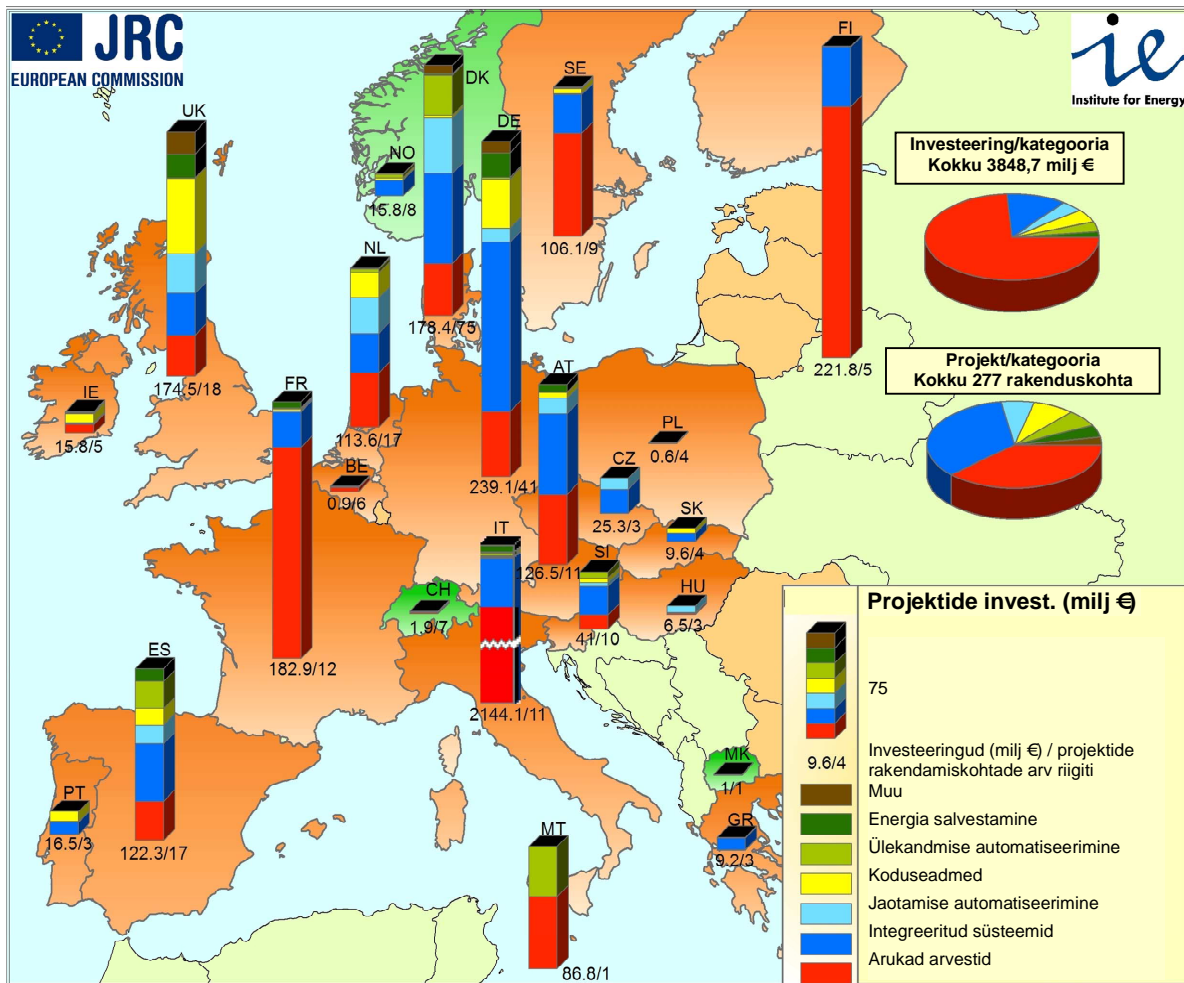 JRC
EUROPEAN COMMISSION
ie
Institute for Energy
FI
SE
DK
UK
DE
NO
15.8/8
Investeering/kategooria
Kokku 3848,7 milj €
106.1/9
NL
178.4/75
Projekt/kategooria
Kokku 277 rakenduskohta
221.8/5
174.5/18
AT
FR
IE
15.8/5
113.6/17
PL
0.6/4
CZ
BE
0.9/6
239.1/41
25.3/3
SK
9.6/4
IT
SI
126.5/11
HU
6.5/3
CH
1.9/7
41/10
ES
182.9/12
2144.1/11
MK
1/1
PT
16.5/3
122.3/17
MT
GR
9.2/3
86.8/1
Projektide invest. (milj €)
75
9.6/4
Investeeringud (milj €) / projektide
rakendamiskohtade arv riigiti
Muu
Energia salvestamine
Ülekandmise automatiseerimine
Koduseadmed
Jaotamise automatiseerimine
Integreeritud süsteemid
Arukad arvestid